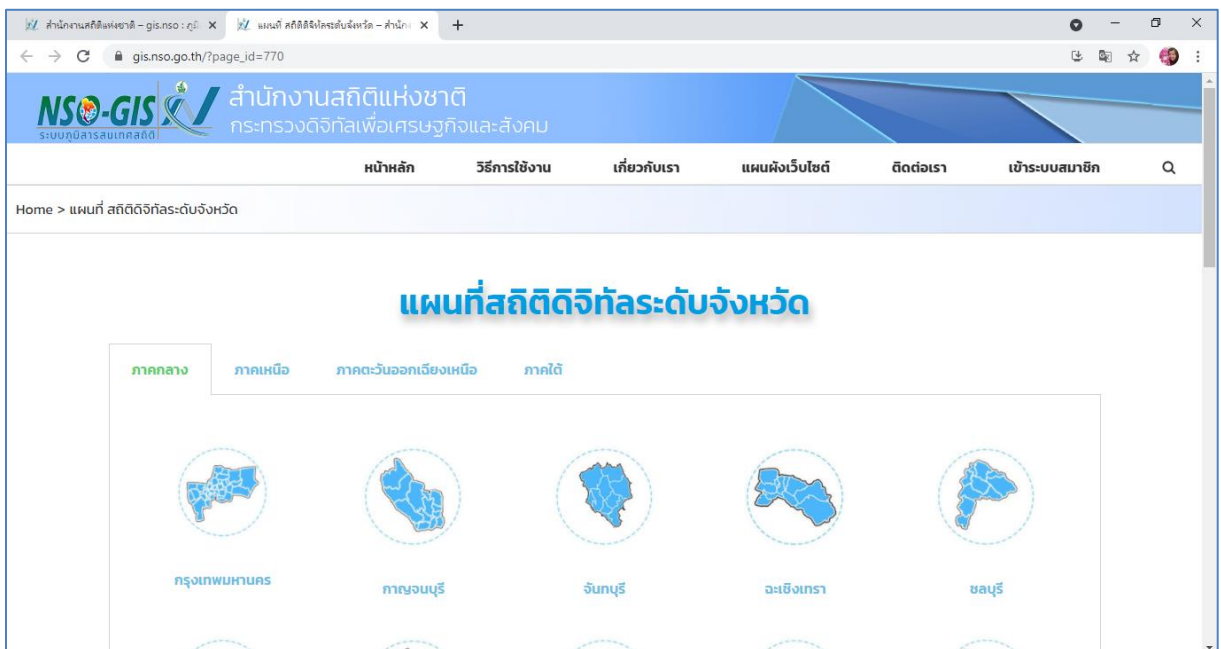 สำนักงานสถิติแห่งชาติ – gis.nso : ภูมิ
แผนที่ สถิติดิจิทัลระดับจังหวัด – สำนัก
gis.nso.go.th/?page_id=770
NSO-GIS
ระบบภูมิสารสนเทศสถิติ
สำนักงานสถิติแห่งชาติ
กระทรวงดิจิทัลเพื่อเศรษฐกิจและสังคม
หน้าหลัก วิธีการใช้งาน เกี่ยวกับเรา แผนผังเว็บไซต์ ติดต่อเรา เข้าระบบสมาชิก
Home > แผนที่ สถิติดิจิทัลระดับจังหวัด
แผนที่สถิติดิจิทัลระดับจังหวัด
ภาคกลาง ภาคเหนือ ภาคตะวันออกเฉียงเหนือ ภาคใต้
กรุงเทพมหานคร กาญจนบุรี จันทบุรี ฉะเชิงเทรา ชลบุรี